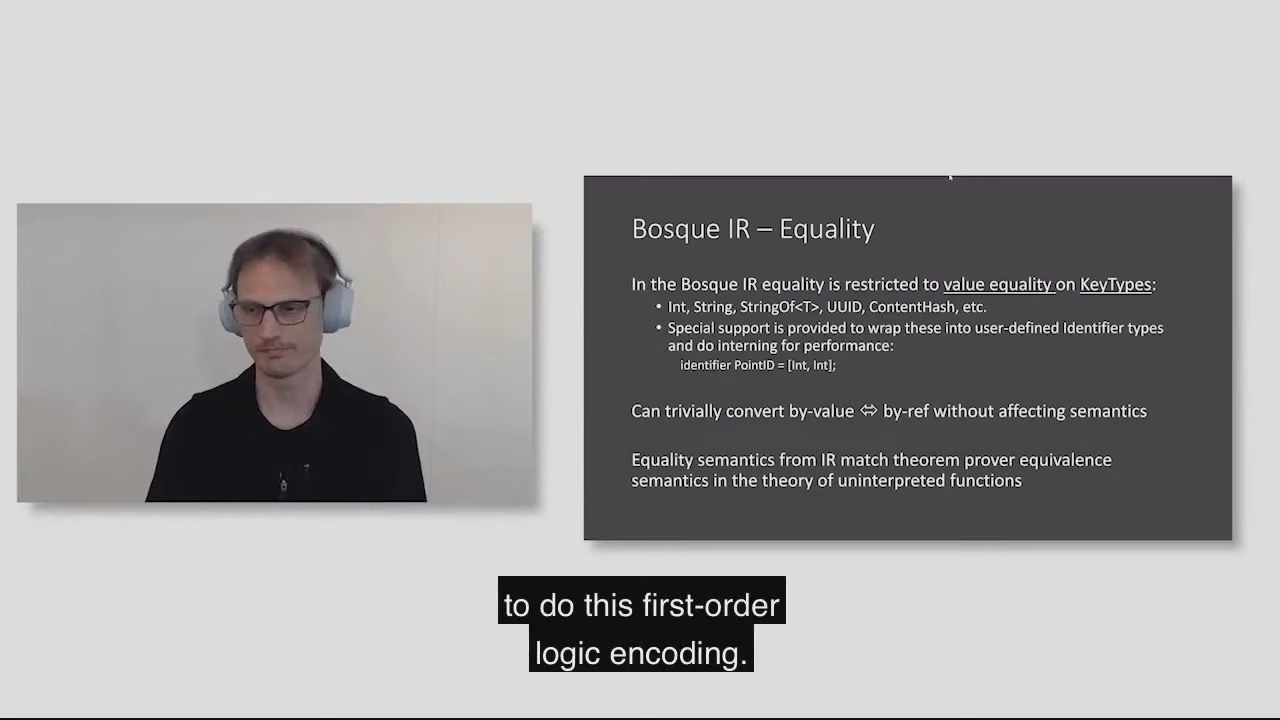 Bosque IR – Equality
In the Bosque IR equality is restricted to value equality on KeyTypes:
• Int, String, StringOf<T>, UUID, ContentHash, etc.
• Special support is provided to wrap these into user-defined Identifier types
and do interning for performance:
identifier PointID = [Int, Int];
Can trivially convert by-value ⇔ by-ref without affecting semantics
Equality semantics from IR match theorem prover equivalence
semantics in the theory of uninterpreted functions
to do this first-order
logic encoding.